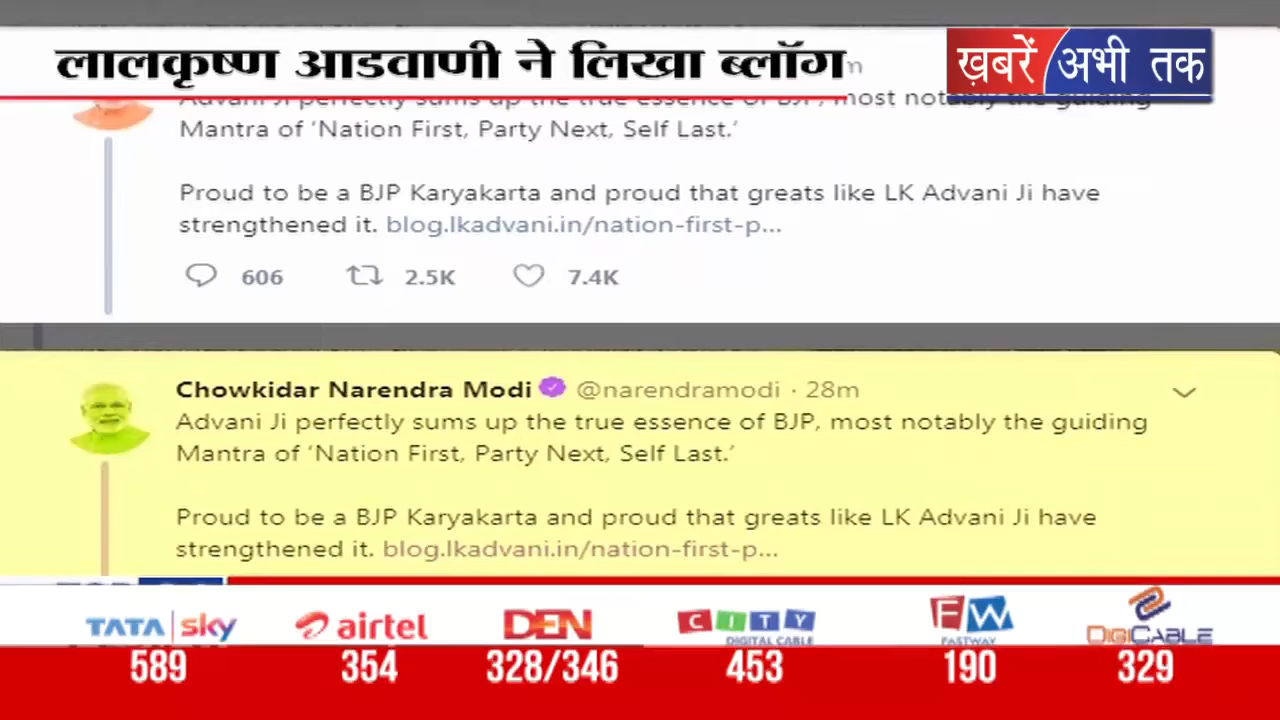 लालकृष्ण आडवाणी ने लिखा ब्लॉग
ख़बरें अभी तक
Advani Ji perfectly sums up the true essence of BJP, most notably the guiding
Mantra of ‘Nation First, Party Next, Self Last.’
Proud to be a BJP Karyakarta and proud that greats like LK Advani Ji have
strengthened it. blog.lkadvani.in/nation-first-p...
606 2.5K 7.4K
Chowkidar Narendra Modi @narendramodi · 28m
Advani Ji perfectly sums up the true essence of BJP, most notably the guiding
Mantra of ‘Nation First, Party Next, Self Last.’
Proud to be a BJP Karyakarta and proud that greats like LK Advani Ji have
strengthened it. blog.lkadvani.in/nation-first-p...
TATA sky airtel DEN CITY FW DIGICABLE
DIGITAL CABLE FASTWAY
589 354 328/346 453 190 329